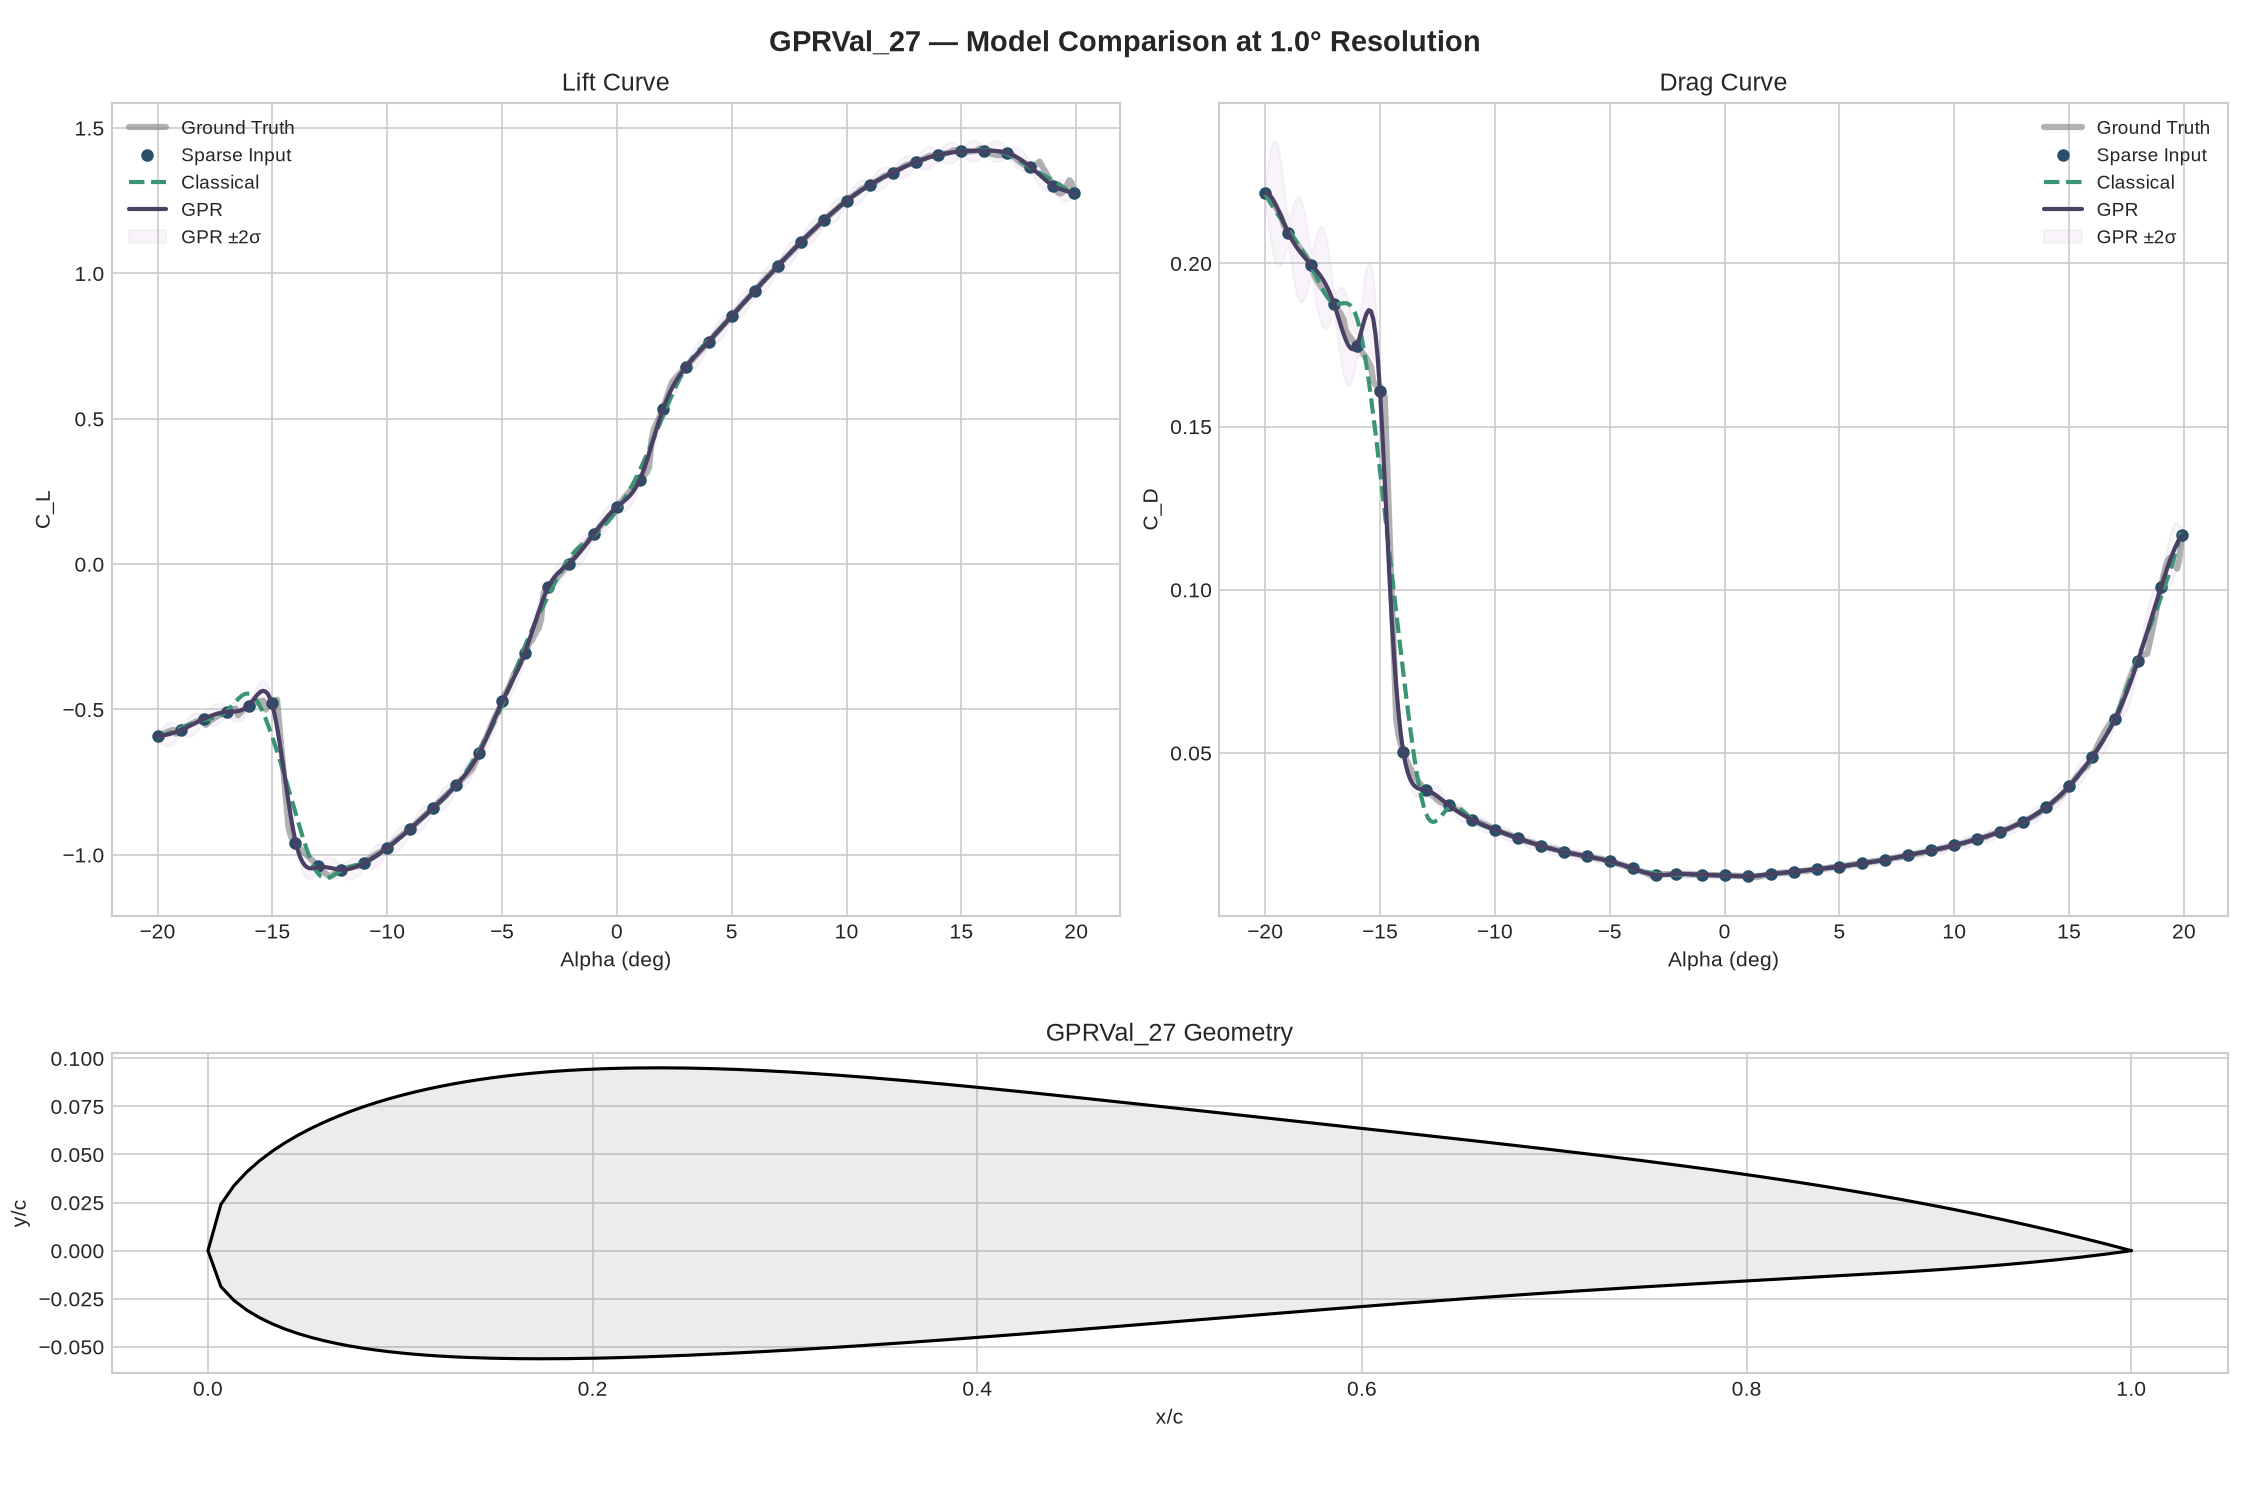 GPRVal_27 — Model Comparison at 1.0° Resolution
Lift Curve
1.5
1.0
0.5
0.0
−0.5
−1.0
C_L
Ground Truth
Sparse Input
Classical
GPR
GPR ±2σ
−20 −15 −10 −5 0 5 10 15 20
Alpha (deg)
Drag Curve
0.20
0.15
0.10
0.05
C_D
Ground Truth
Sparse Input
Classical
GPR
GPR ±2σ
−20 −15 −10 −5 0 5 10 15 20
Alpha (deg)
GPRVal_27 Geometry
0.100
0.075
0.050
0.025
0.000
−0.025
−0.050
y/c
0.0 0.2 0.4 0.6 0.8 1.0
x/c